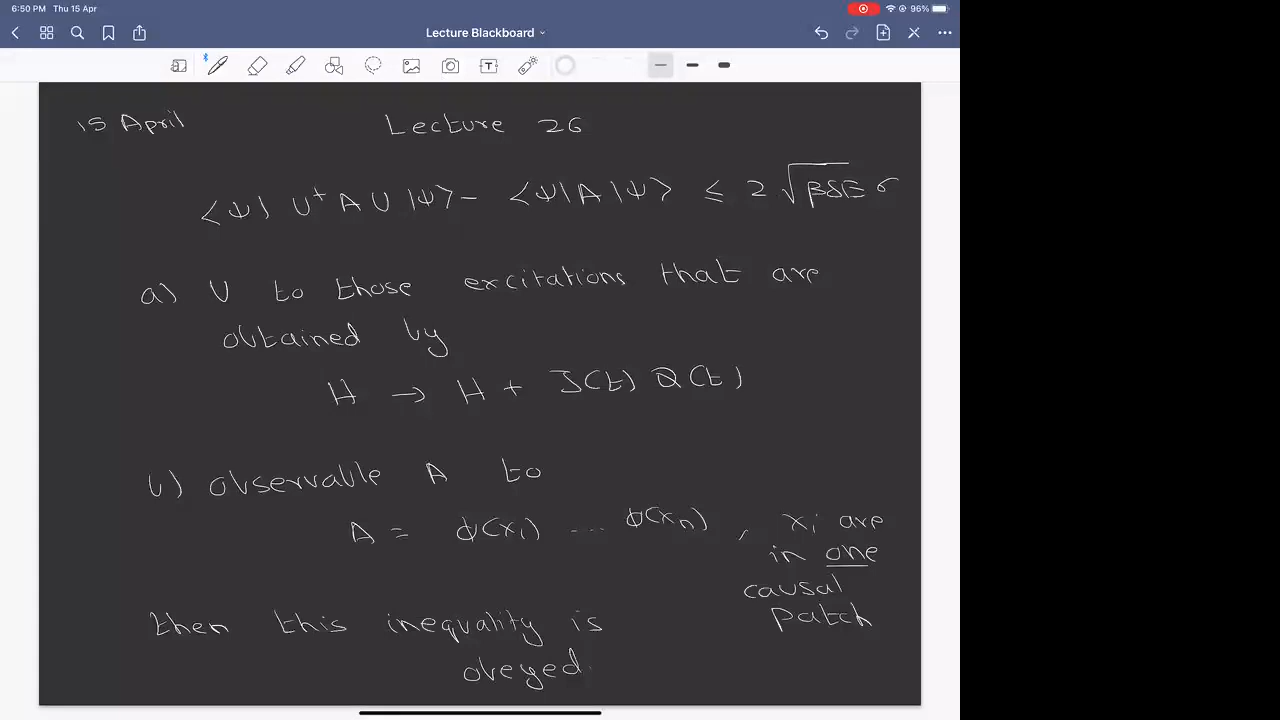 6:50 PM Thu 15 Apr 96%
Lecture Blackboard
15 April Lecture 26
⟨Ψ| U† A U |Ψ⟩ - ⟨Ψ|A|Ψ⟩ ≤ 2 √βδE σ
a) U to those excitations that are
obtained by
H → H + J(t) Q(t)
b) observable A to
A = φ(x₁) ... φ(xₙ) , xᵢ are
in one
causal
patch
then this inequality is
obeyed.